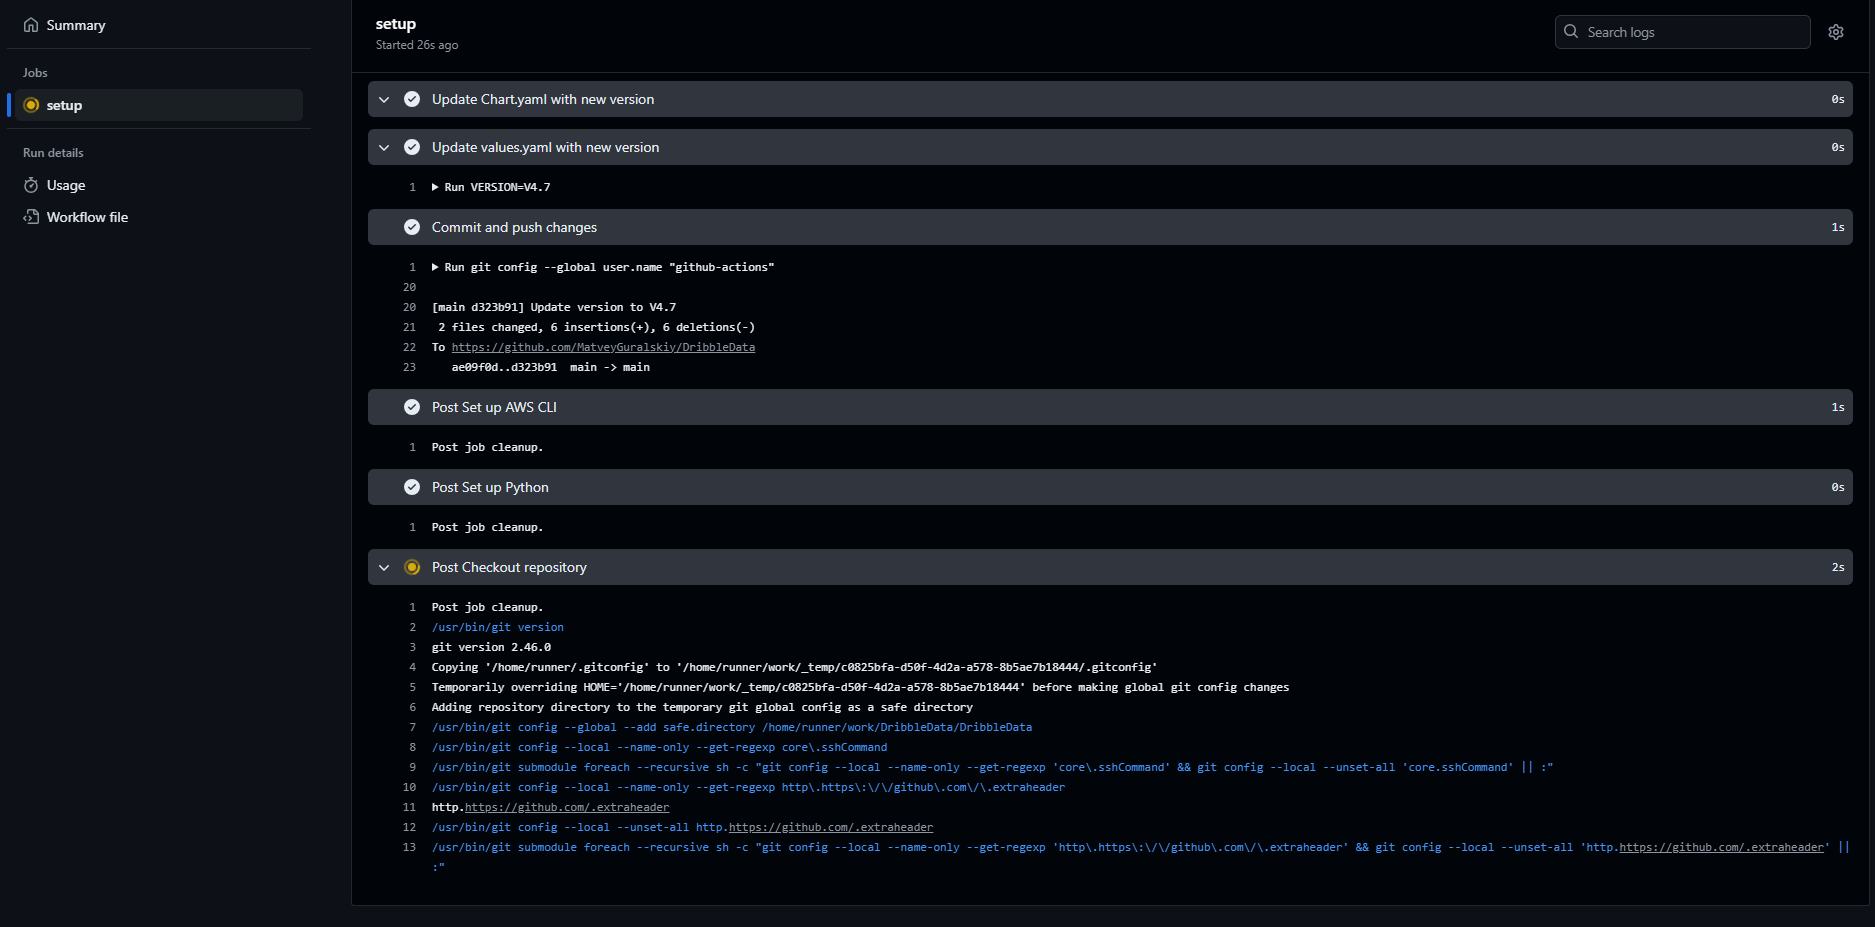 Summary
Jobs
setup
Run details
Usage
Workflow file
setup
Started 26s ago
Search logs
Update Chart.yaml with new version 0s
Update values.yaml with new version 0s
1 Run VERSION=V4.7
Commit and push changes 1s
1 Run git config --global user.name "github-actions"
20
20 [main d323b91] Update version to V4.7
21 2 files changed, 6 insertions(+), 6 deletions(-)
22 To https://github.com/MatveyGuralskiy/DribbleData
23 ae09f0d..d323b91 main -> main
Post Set up AWS CLI 1s
1 Post job cleanup.
Post Set up Python 0s
1 Post job cleanup.
Post Checkout repository 2s
1 Post job cleanup.
2 /usr/bin/git version
3 git version 2.46.0
4 Copying '/home/runner/.gitconfig' to '/home/runner/work/_temp/c0825bfa-d50f-4d2a-a578-8b5ae7b18444/.gitconfig'
5 Temporarily overriding HOME='/home/runner/work/_temp/c0825bfa-d50f-4d2a-a578-8b5ae7b18444' before making global git config changes
6 Adding repository directory to the temporary git global config as a safe directory
7 /usr/bin/git config --global --add safe.directory /home/runner/work/DribbleData/DribbleData
8 /usr/bin/git config --local --name-only --get-regexp core\.sshCommand
9 /usr/bin/git submodule foreach --recursive sh -c "git config --local --name-only --get-regexp 'core\.sshCommand' && git config --local --unset-all 'core.sshCommand' || :"
10 /usr/bin/git config --local --name-only --get-regexp http\.https\:\/\/github\.com\/\.extraheader
11 http.https://github.com/.extraheader
12 /usr/bin/git config --local --unset-all http.https://github.com/.extraheader
13 /usr/bin/git submodule foreach --recursive sh -c "git config --local --name-only --get-regexp 'http\.https\:\/\/github\.com\/\.extraheader' && git config --local --unset-all 'http.https://github.com/.extraheader' ||
:"